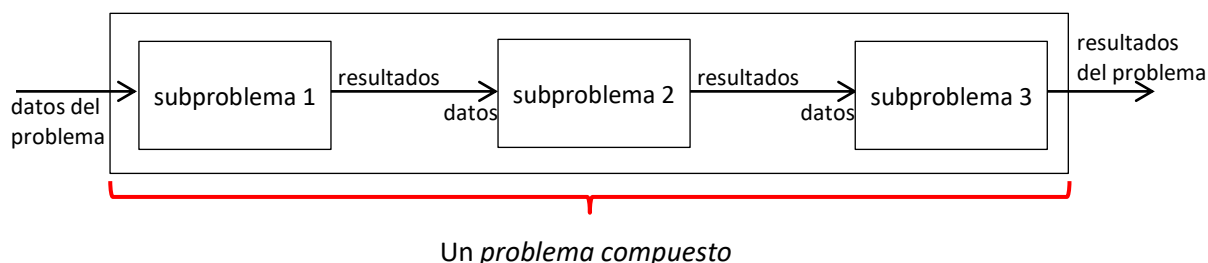 datos del
problema
subproblema 1
resultados
datos
subproblema 2
resultados
datos
subproblema 3
resultados
del problema
Un problema compuesto